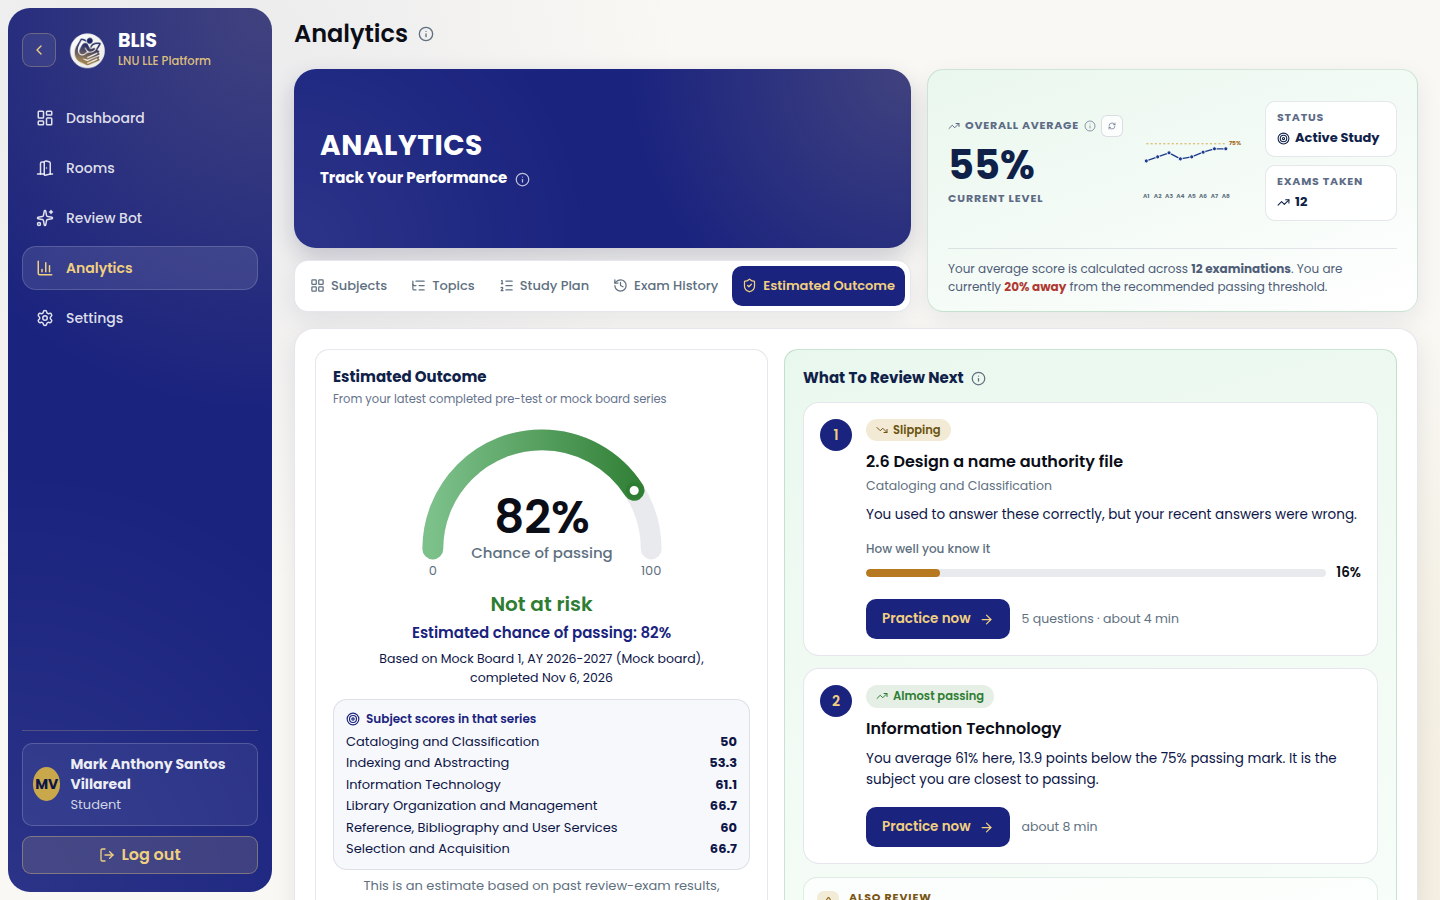 BLIS
LNU LLE Platform
Dashboard
Rooms
Review Bot
Analytics
Settings
MV
Mark Anthony Santos
Villareal
Student
Log out
Analytics
ANALYTICS
Track Your Performance
OVERALL AVERAGE
55%
CURRENT LEVEL
75%
A1 A2 A3 A4 A5 A6 A7 A8
STATUS
Active Study
EXAMS TAKEN
12
Your average score is calculated across 12 examinations. You are
currently 20% away from the recommended passing threshold.
Subjects
Topics
Study Plan
Exam History
Estimated Outcome
Estimated Outcome
From your latest completed pre-test or mock board series
82%
Chance of passing
0
100
Not at risk
Estimated chance of passing: 82%
Based on Mock Board 1, AY 2026-2027 (Mock board),
completed Nov 6, 2026
Subject scores in that series
Cataloging and Classification 50
Indexing and Abstracting 53.3
Information Technology 61.1
Library Organization and Management 66.7
Reference, Bibliography and User Services 60
Selection and Acquisition 66.7
This is an estimate based on past review-exam results,
What To Review Next
1
Slipping
2.6 Design a name authority file
Cataloging and Classification
You used to answer these correctly, but your recent answers were wrong.
How well you know it
16%
Practice now
5 questions · about 4 min
2
Almost passing
Information Technology
You average 61% here, 13.9 points below the 75% passing mark. It is the
subject you are closest to passing.
Practice now
about 8 min
ALSO REVIEW